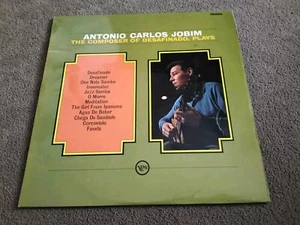 ANTONIO CARLOS JOBIM
THE COMPOSER OF DESAFINADO, PLAYS
Desafinado
Dreamer
One Note Samba
Insensatez
Jazz Samba
O Morro
Meditation
The Girl From Ipanema
Agua De Beber
Chega De Saudade
Corcovado
Favela
VERVE